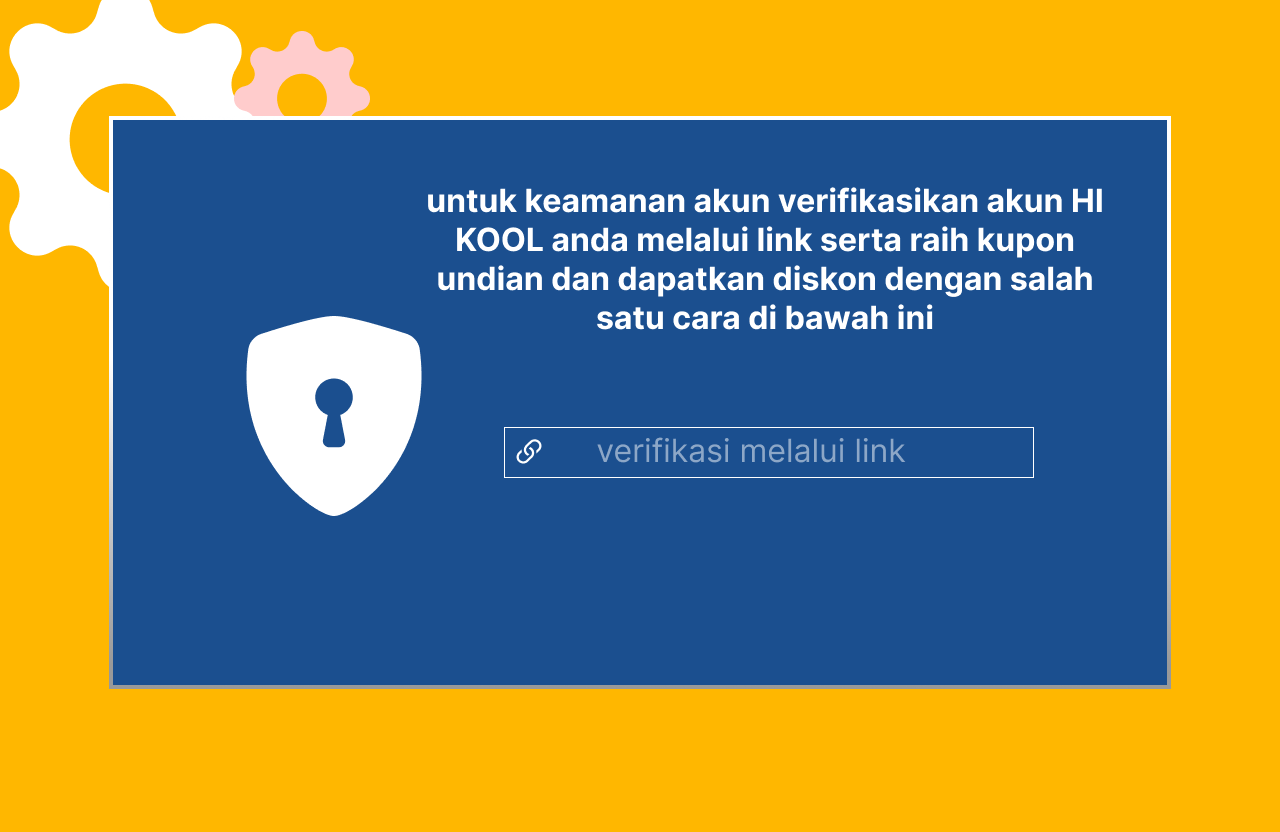 untuk keamanan akun verifikasikan akun HI
KOOL anda melalui link serta raih kupon
undian dan dapatkan diskon dengan salah
satu cara di bawah ini
verifikasi melalui link